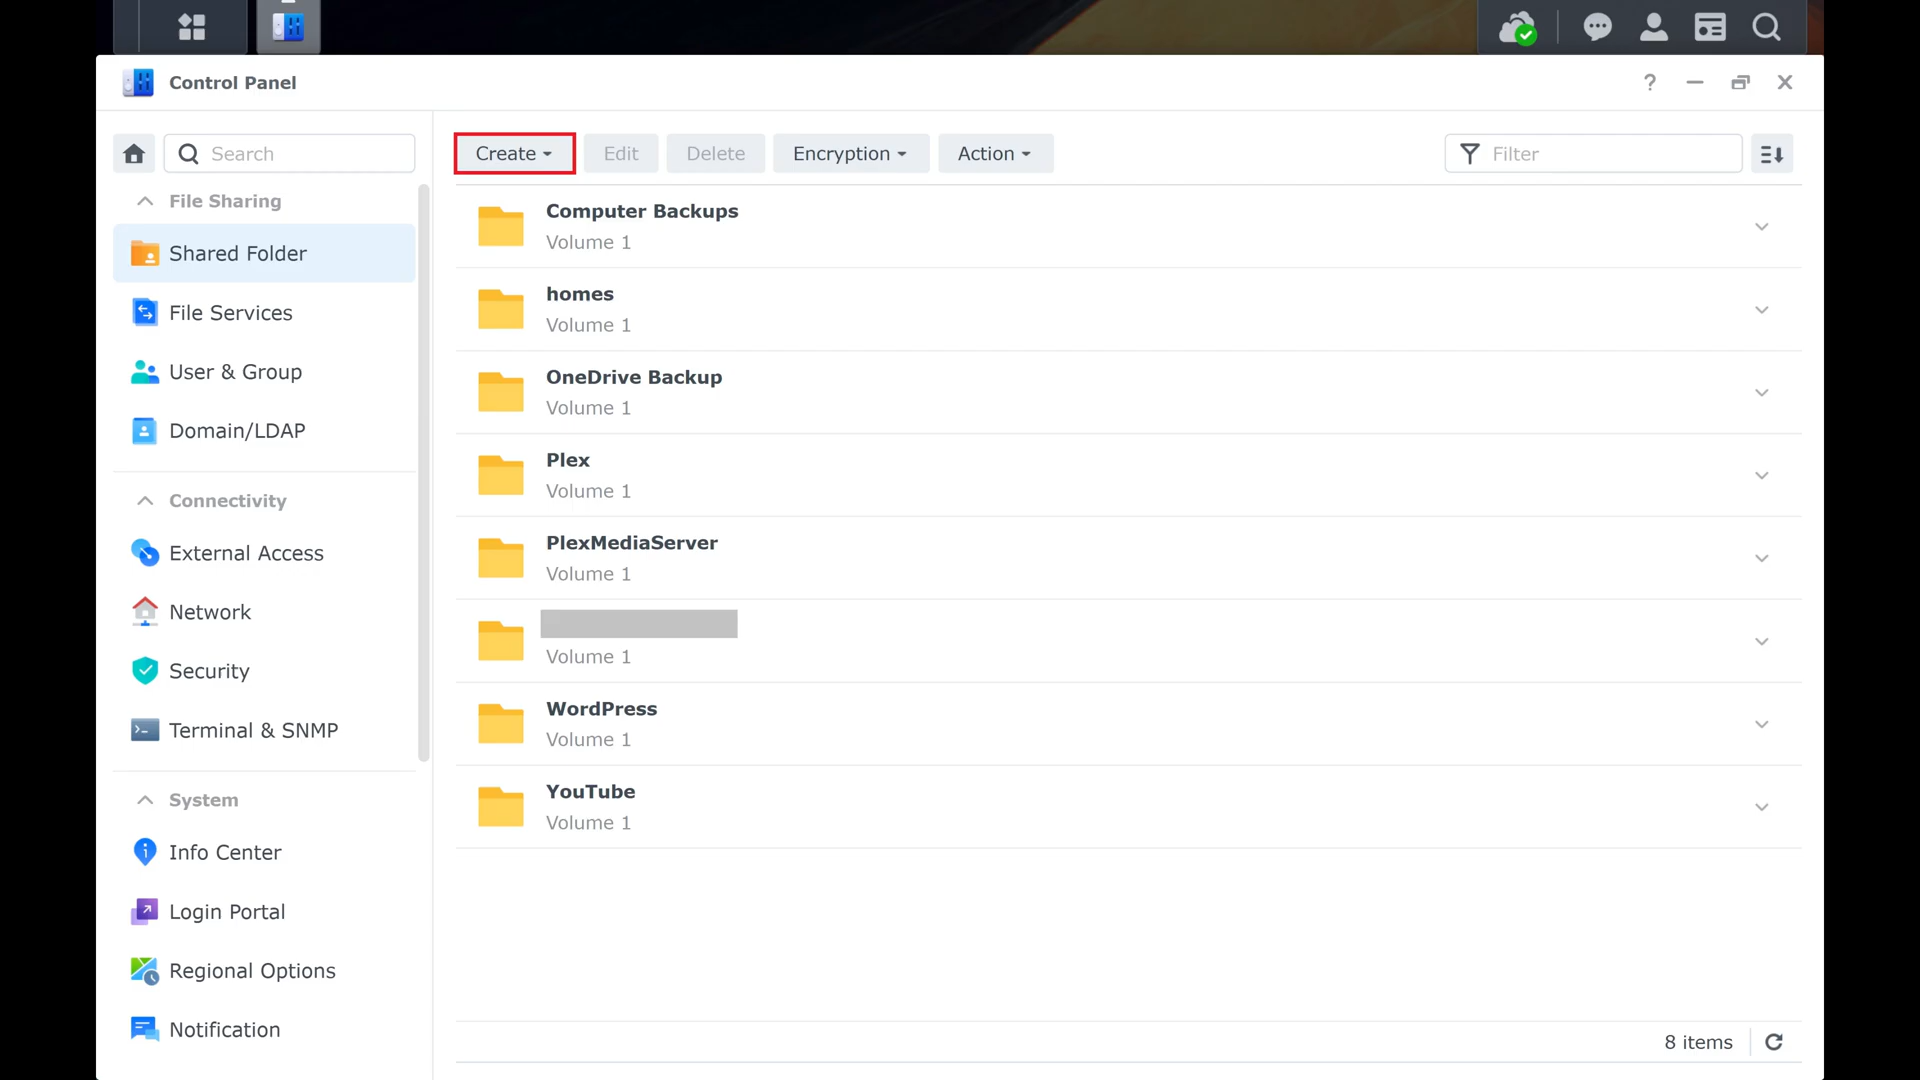 Control Panel
Search
Create
Edit
Delete
Encryption
Action
Filter
File Sharing
Shared Folder
File Services
User & Group
Domain/LDAP
Connectivity
External Access
Network
Security
Terminal & SNMP
System
Info Center
Login Portal
Regional Options
Notification
Computer Backups
Volume 1
homes
Volume 1
OneDrive Backup
Volume 1
Plex
Volume 1
PlexMediaServer
Volume 1
Volume 1
WordPress
Volume 1
YouTube
Volume 1
8 items